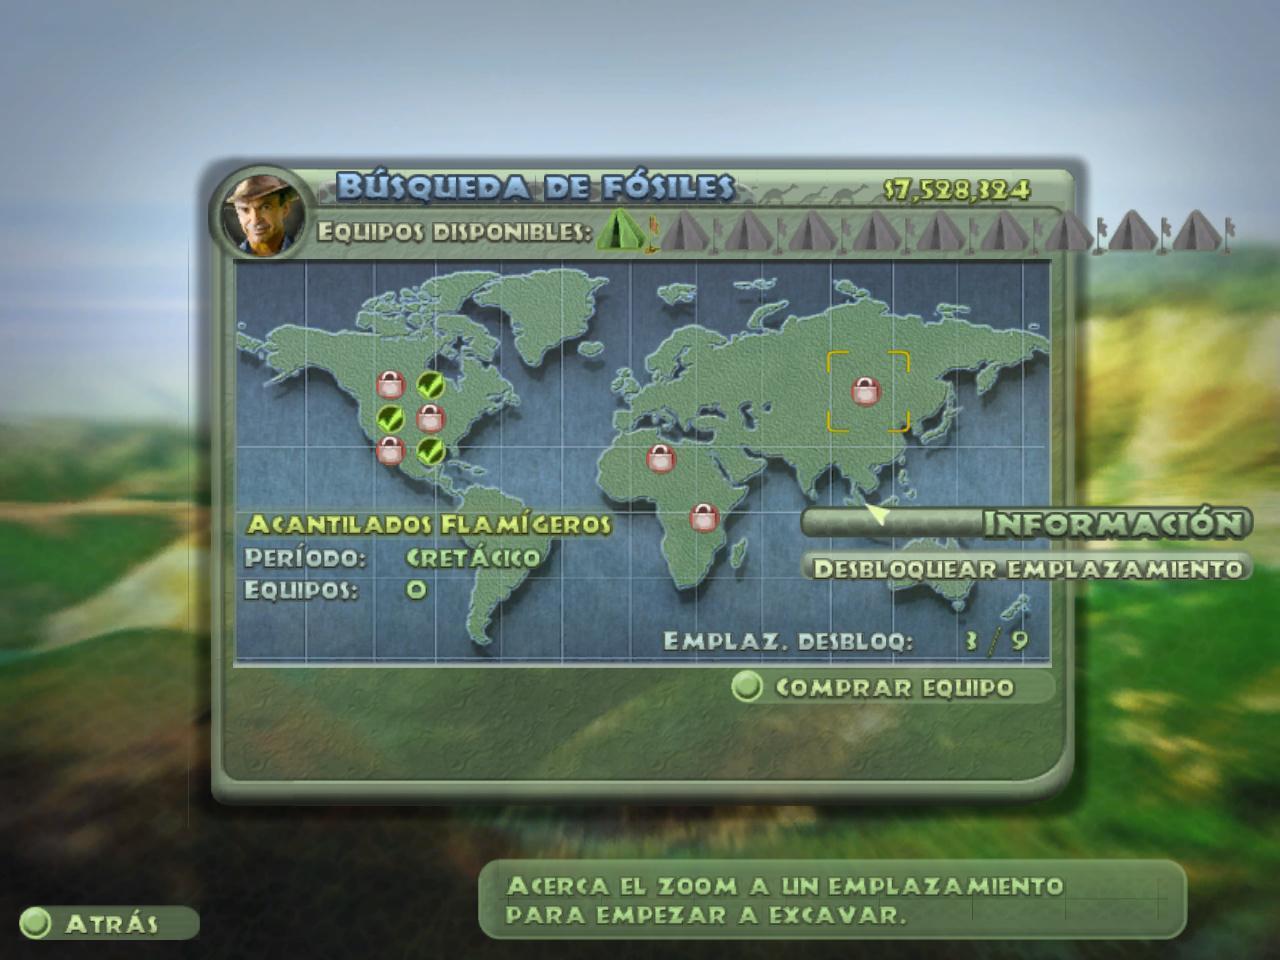 Búsqueda de fósiles
$7,528,324
Equipos disponibles:
Acantilados Flamígeros
Período: Cretácico
Equipos: 0
Información
Desbloquear emplazamiento
Emplaz. desbloq: 3 / 9
Comprar equipo
Acerca el zoom a un emplazamiento
para empezar a excavar.
Atrás